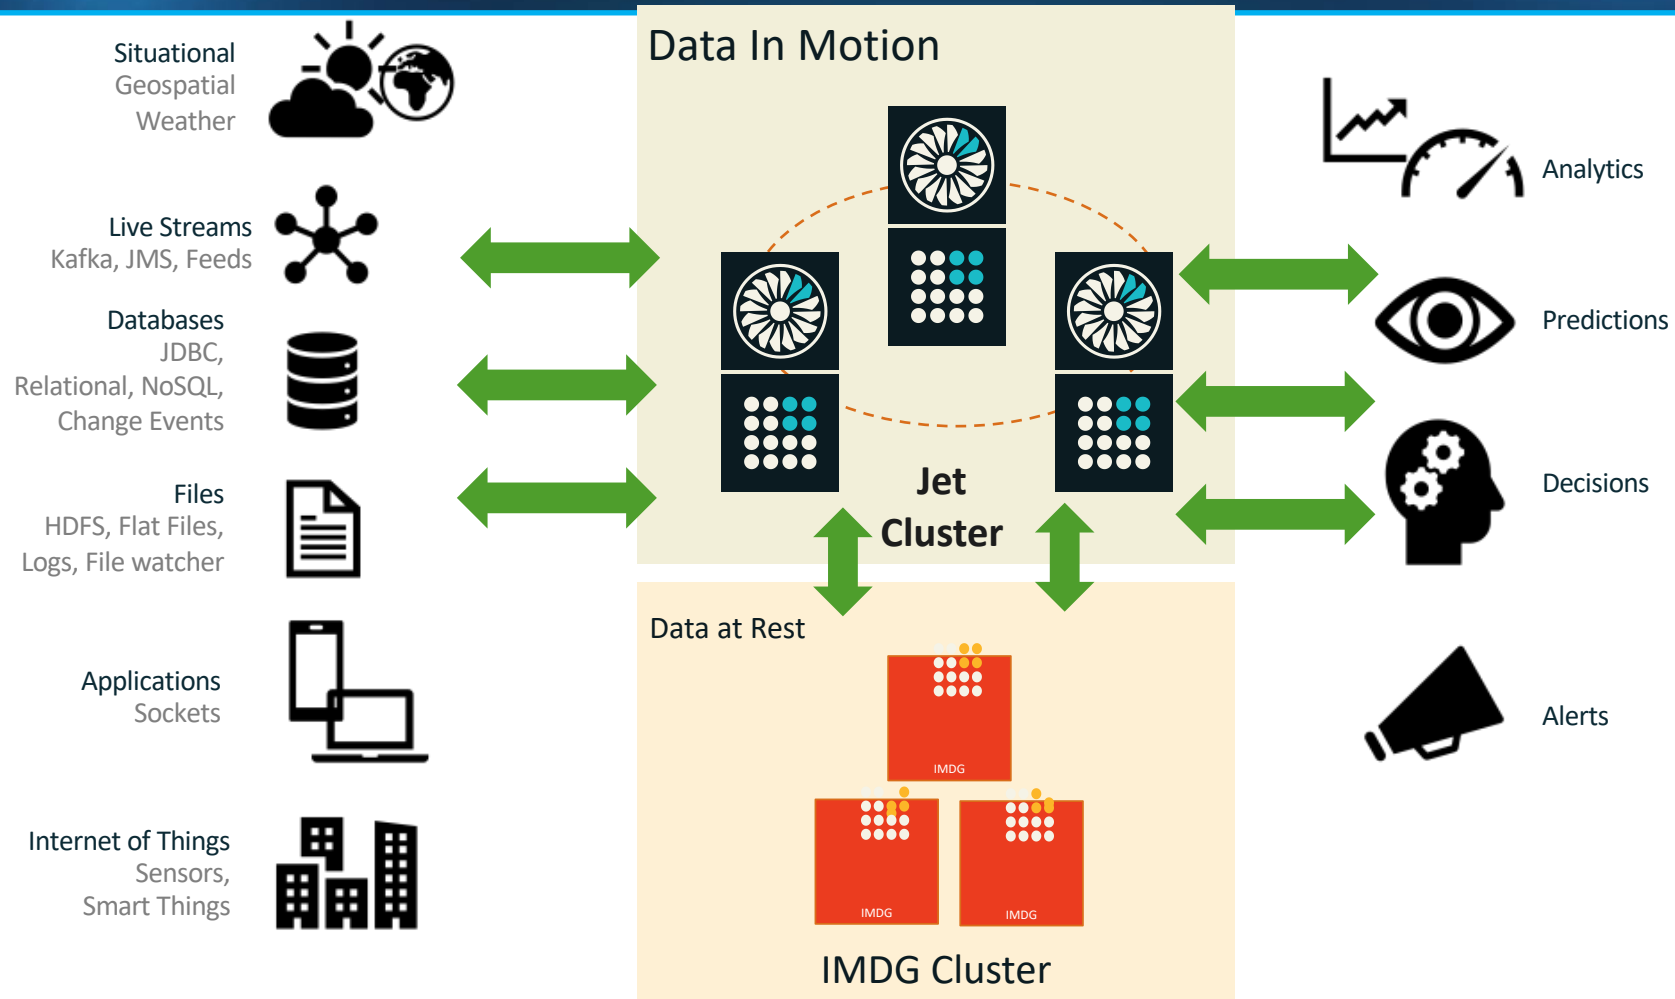 Situational
Geospatial
Weather
Live Streams
Kafka, JMS, Feeds
Databases
JDBC,
Relational, NoSQL,
Change Events
Files
HDFS, Flat Files,
Logs, File watcher
Applications
Sockets
Internet of Things
Sensors,
Smart Things
Data In Motion
Jet
Cluster
Data at Rest
IMDG
IMDG
IMDG
IMDG Cluster
Analytics
Predictions
Decisions
Alerts